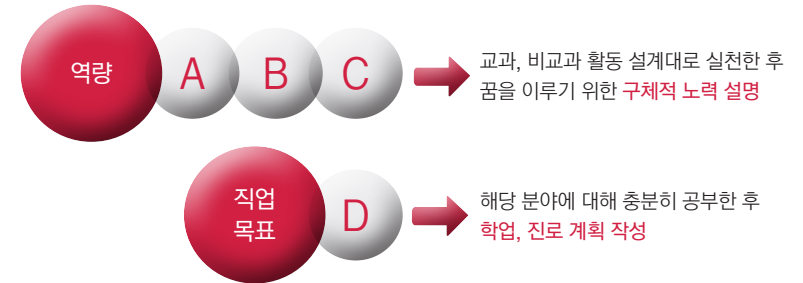 역량 A B C
교과, 비교과 활동 설계대로 실천한 후
꿈을 이루기 위한 구체적 노력 설명
직업
목표
D
해당 분야에 대해 충분히 공부한 후
학업, 진로 계획 작성